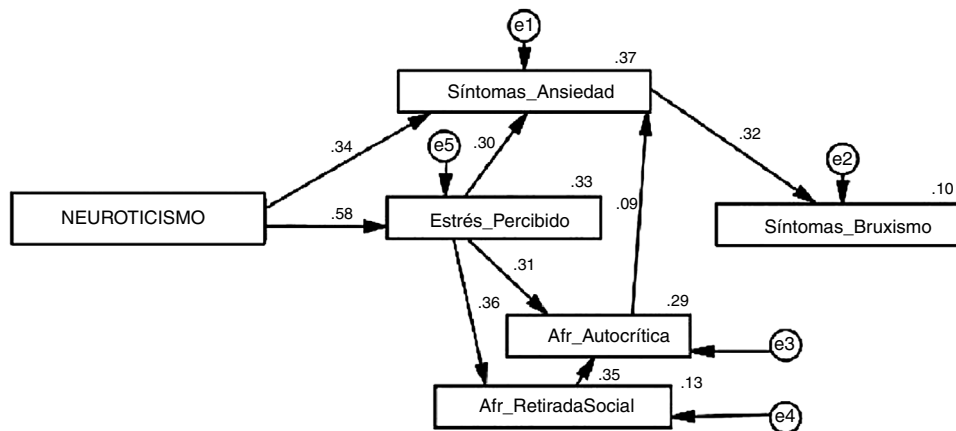 e1
.37
Síntomas_Ansiedad
.34
e5
.30
.32
e2
.33
.10
NEUROTICISMO
.58
Estrés_Percibido
.09
Síntomas_Bruxismo
.31
.36
.29
Afr_Autocrítica
e3
.35
.13
Afr_RetiradaSocial
e4